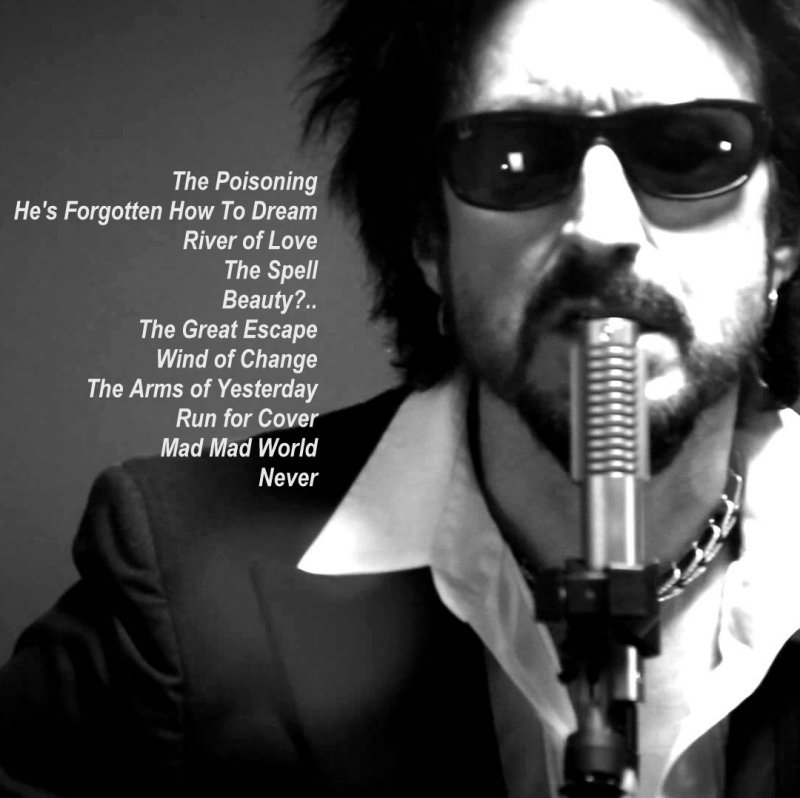 The Poisoning
He's Forgotten How To Dream
River of Love
The Spell
Beauty?..
The Great Escape
Wind of Change
The Arms of Yesterday
Run for Cover
Mad Mad World
Never